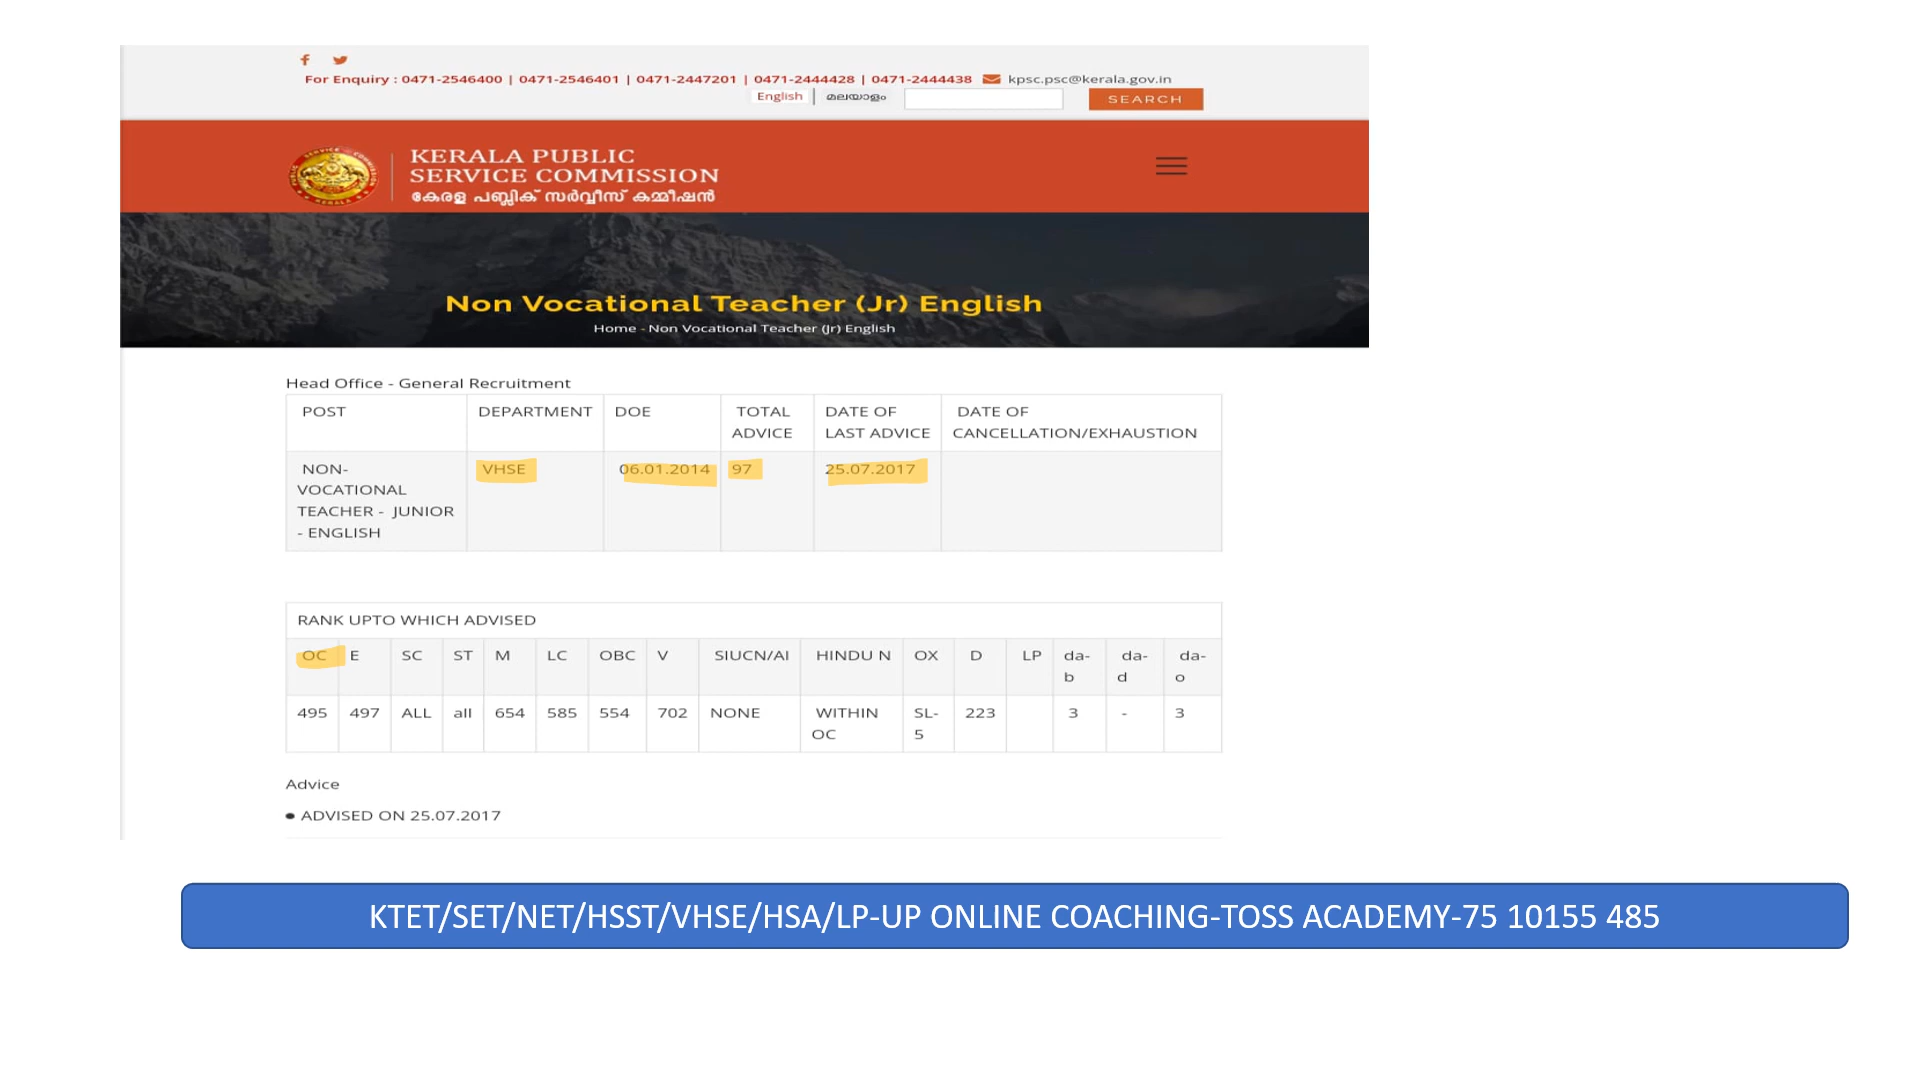 For Enquiry : 0471-2546400 | 0471-2546401 | 0471-2447201 | 0471-2444428 | 0471-2444438 kpsc.psc@kerala.gov.in
English | മലയാളം SEARCH
KERALA PUBLIC
SERVICE COMMISSION
കേരള പബ്ലിക് സർവ്വീസ് കമ്മീഷൻ
Non Vocational Teacher (Jr) English
Home - Non Vocational Teacher (Jr) English
Head Office - General Recruitment
POST DEPARTMENT DOE TOTAL ADVICE DATE OF LAST ADVICE DATE OF CANCELLATION/EXHAUSTION
NON-VOCATIONAL TEACHER - JUNIOR - ENGLISH VHSE 06.01.2014 97 25.07.2017
RANK UPTO WHICH ADVISED
OC E SC ST M LC OBC V SIUCN/AI HINDU N OX D LP da-b da-d da-o
495 497 ALL all 654 585 554 702 NONE WITHIN OC SL-5 223 3 - 3
Advice
● ADVISED ON 25.07.2017
KTET/SET/NET/HSST/VHSE/HSA/LP-UP ONLINE COACHING-TOSS ACADEMY-75 10155 485